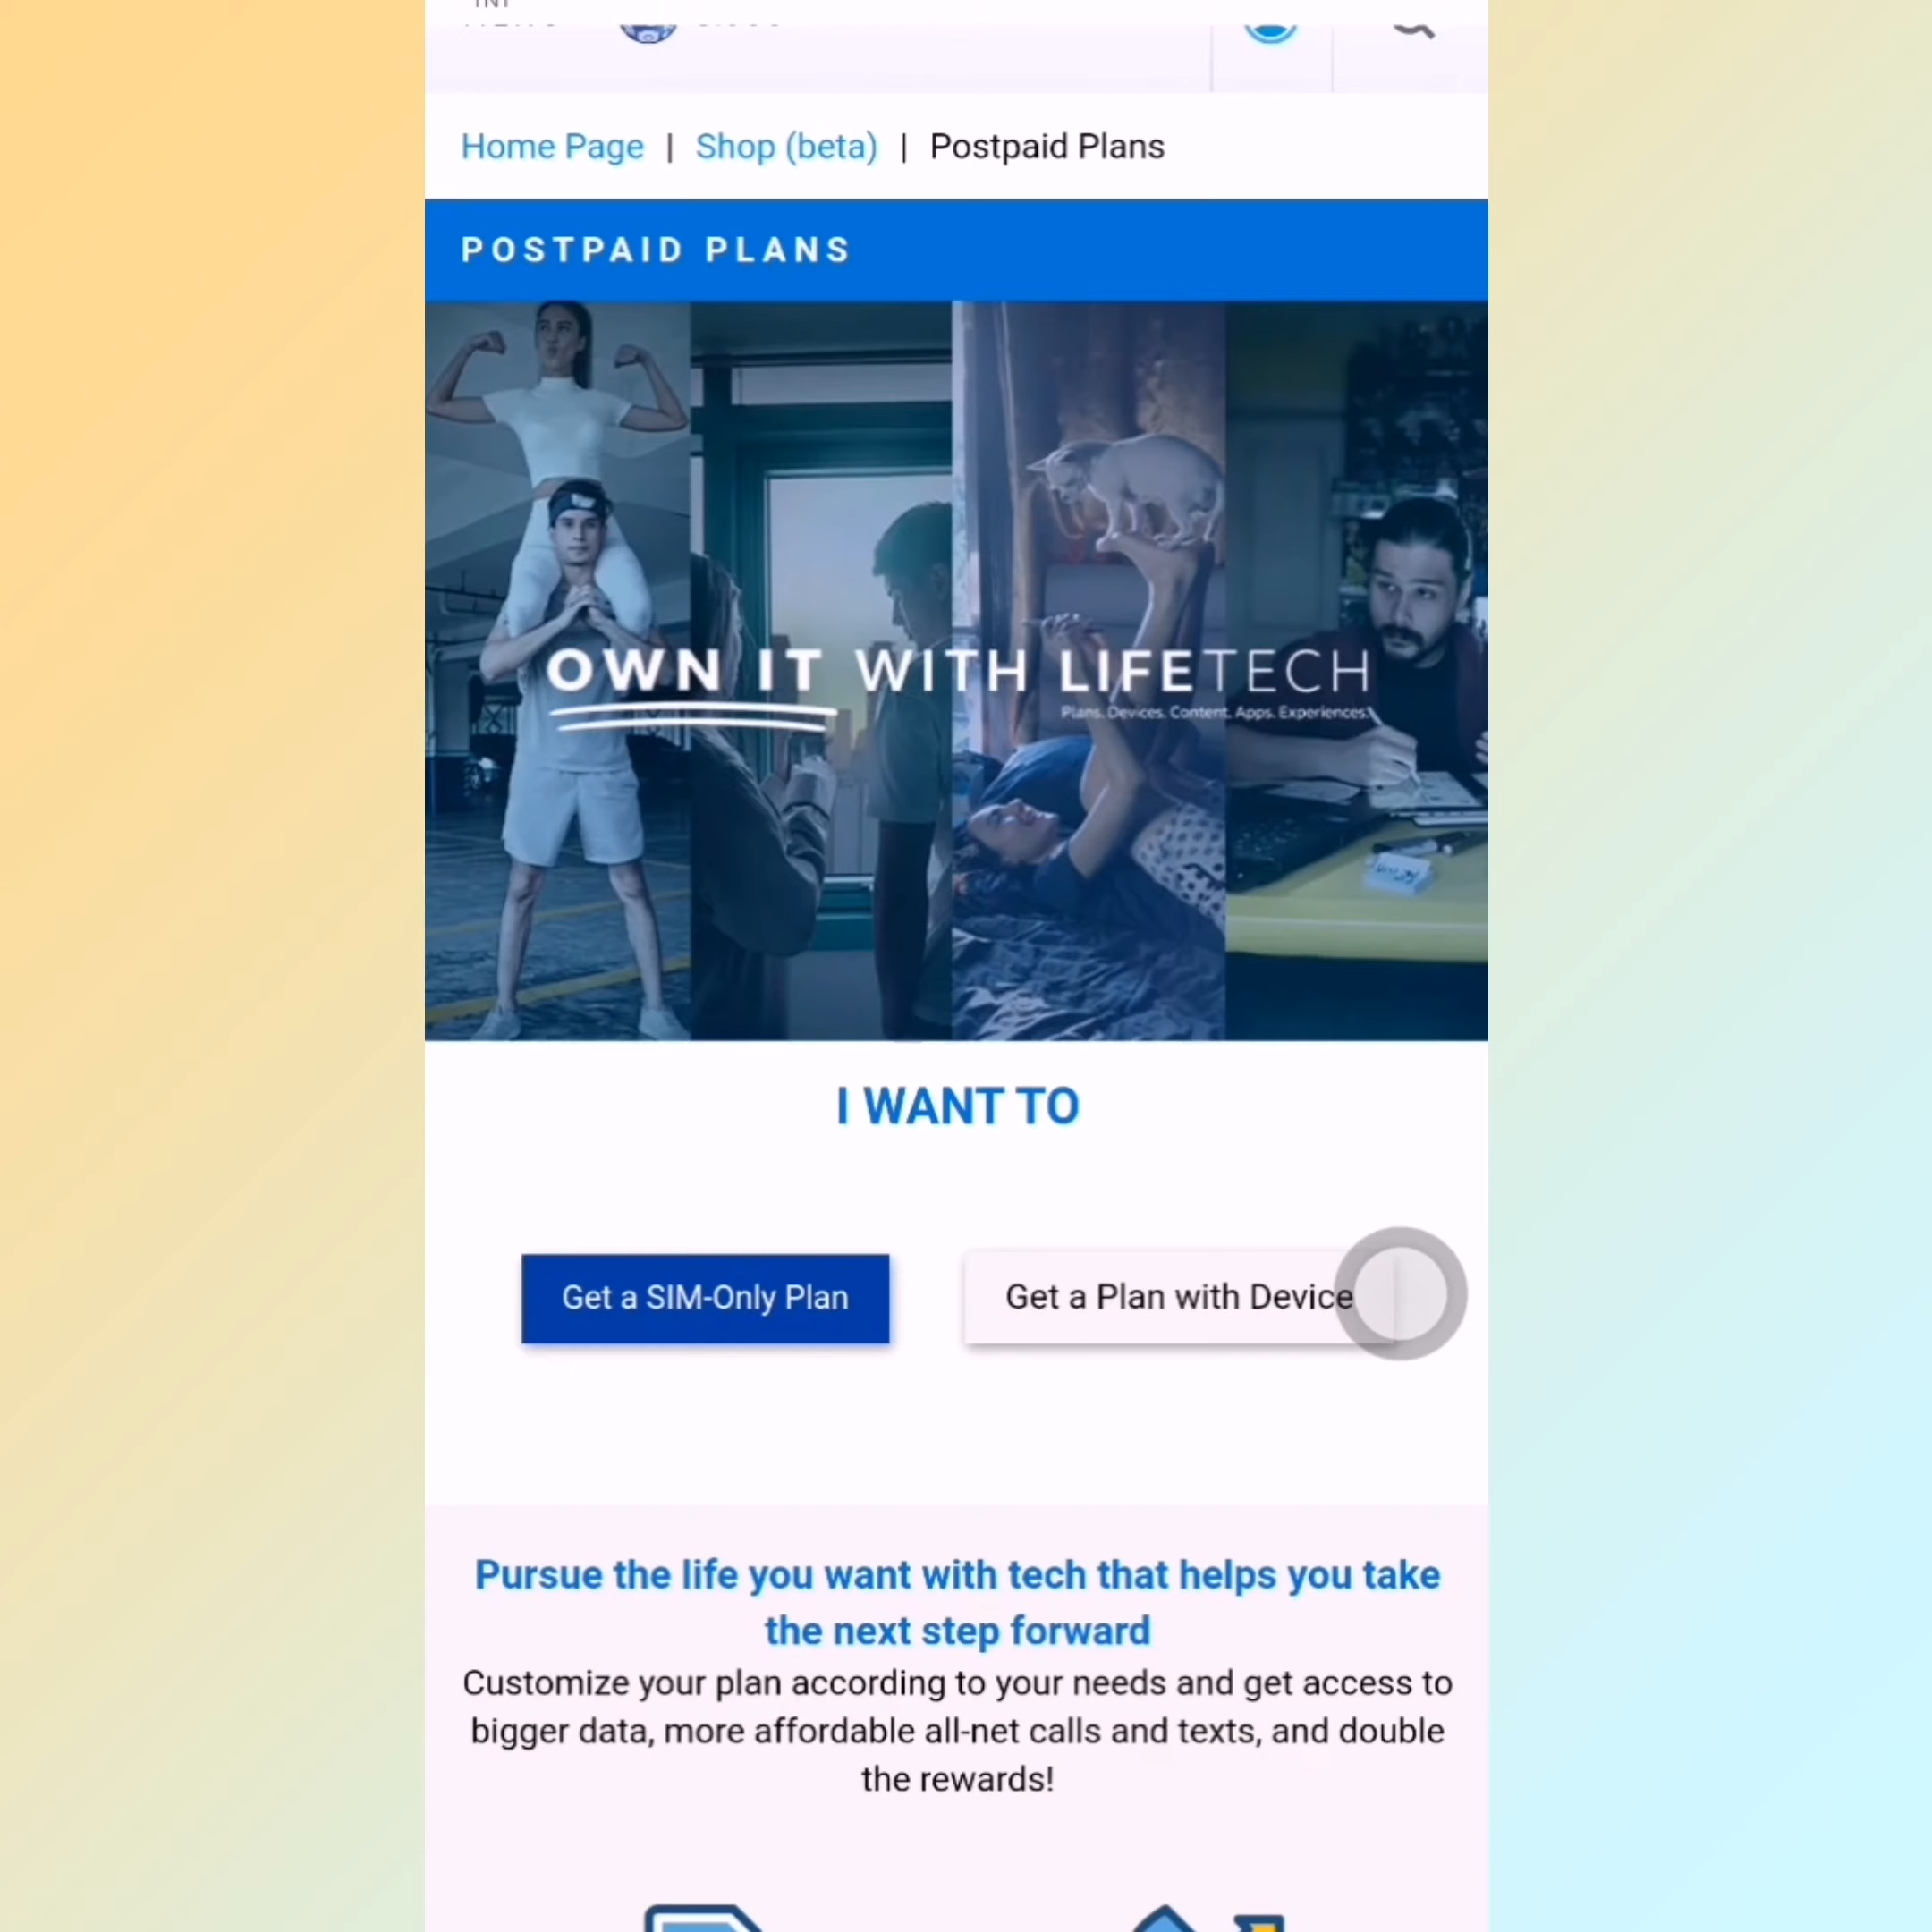 TNT
Home Page | Shop (beta) | Postpaid Plans
POSTPAID PLANS
OWN IT WITH LIFETECH
Plans. Devices. Content. Apps. Experiences.
I WANT TO
Get a SIM-Only Plan
Get a Plan with Device
Pursue the life you want with tech that helps you take
the next step forward
Customize your plan according to your needs and get access to
bigger data, more affordable all-net calls and texts, and double
the rewards!